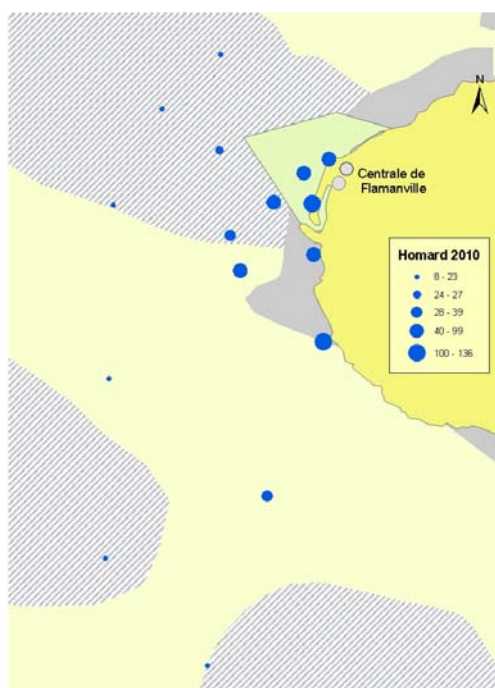 N
Centrale de
Flamanville
Homard 2010
8 - 23
24 - 27
28 - 39
40 - 99
100 - 136